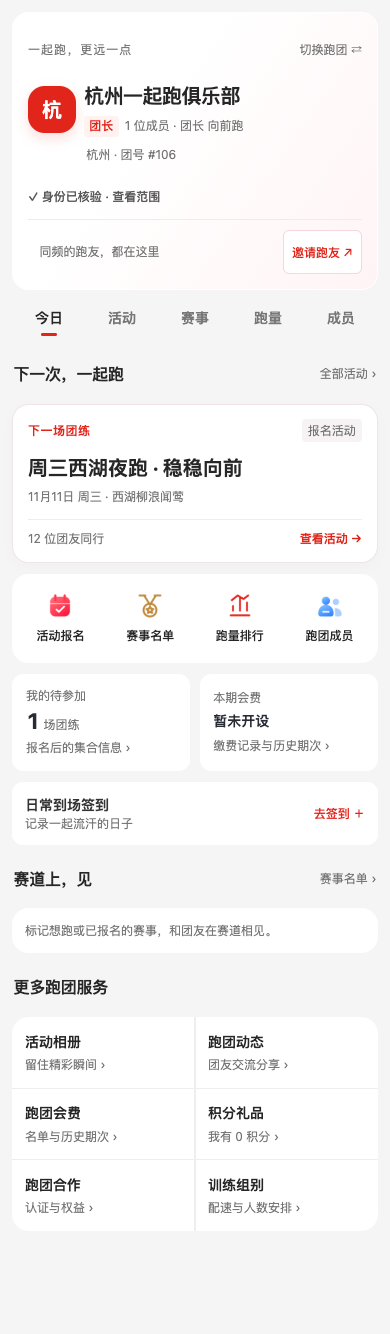 一起跑，更远一点
切换跑团 ⇄
杭
杭州一起跑俱乐部
团长 1 位成员 · 团长 向前跑
杭州 · 团号 #106
✓ 身份已核验 · 查看范围
同频的跑友，都在这里
邀请跑友 ↗
今日 活动 赛事 跑量 成员
下一次，一起跑
全部活动 ›
下一场团练
报名活动
周三西湖夜跑 · 稳稳向前
11月11日 周三 · 西湖柳浪闻莺
12 位团友同行
查看活动 →
活动报名 赛事名单 跑量排行 跑团成员
我的待参加
1 场团练
报名后的集合信息 ›
本期会费
暂未开设
缴费记录与历史期次 ›
日常到场签到
记录一起流汗的日子
去签到 +
赛道上，见
赛事名单 ›
标记想跑或已报名的赛事，和团友在赛道相见。
更多跑团服务
活动相册
留住精彩瞬间 ›
跑团动态
团友交流分享 ›
跑团会费
名单与历史期次 ›
积分礼品
我有 0 积分 ›
跑团合作
认证与权益 ›
训练组别
配速与人数安排 ›